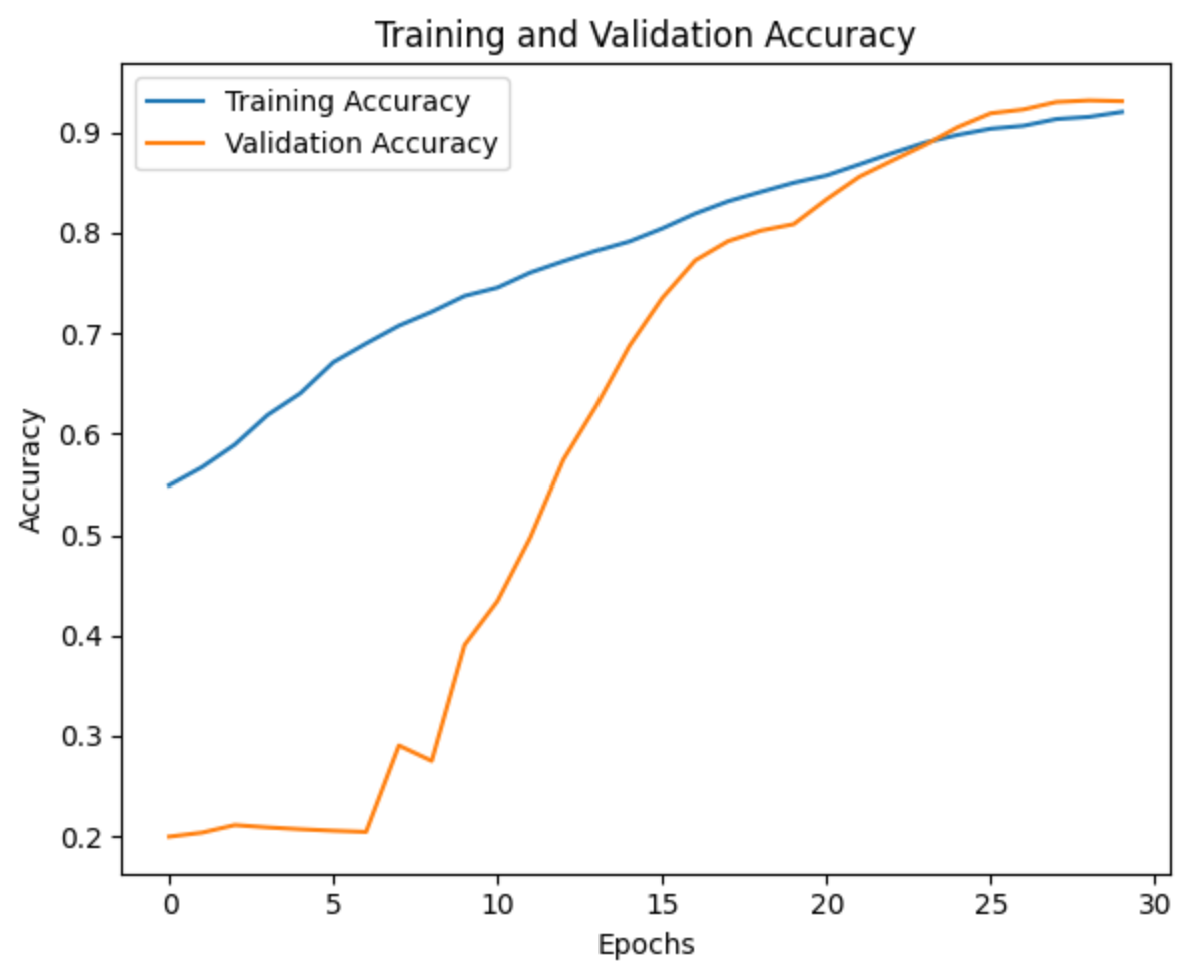 Training and Validation Accuracy
Training Accuracy
Validation Accuracy
Accuracy
0.9
0.8
0.7
0.6
0.5
0.4
0.3
0.2
0 5 10 15 20 25 30
Epochs